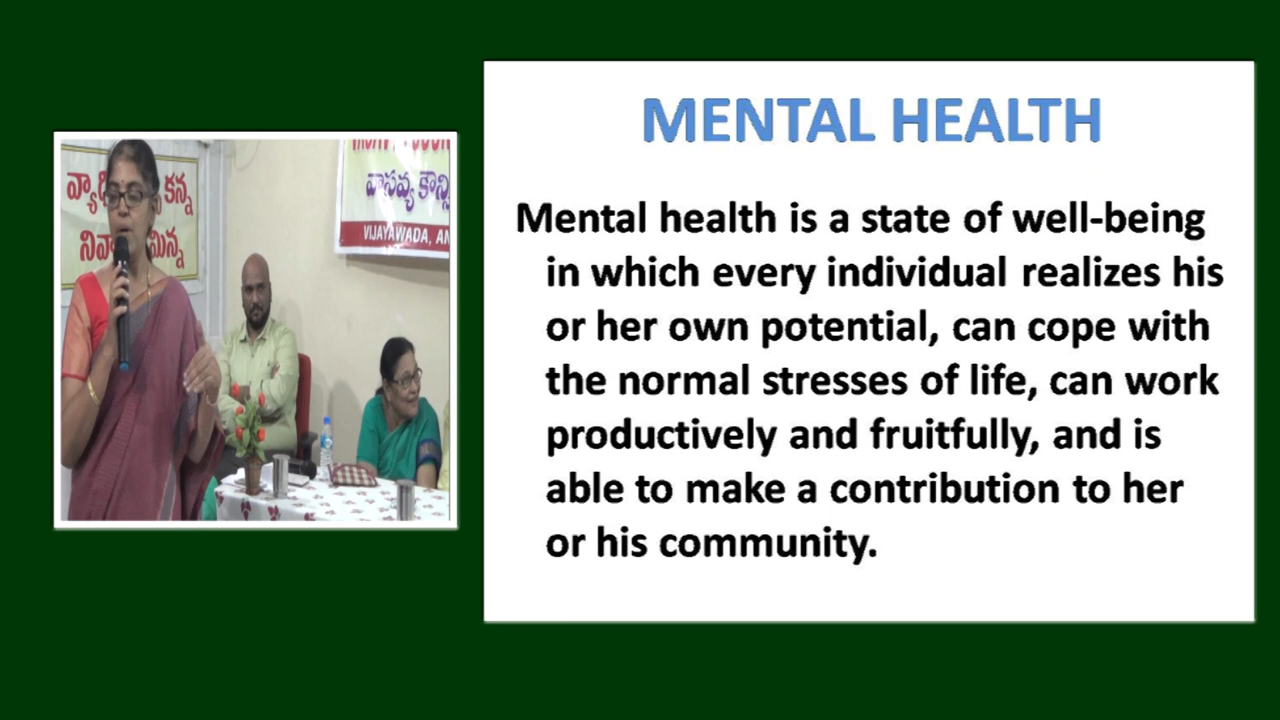 MENTAL HEALTH
Mental health is a state of well-being
in which every individual realizes his
or her own potential, can cope with
the normal stresses of life, can work
productively and fruitfully, and is
able to make a contribution to her
or his community.
కన్న
వాసవ్య
VIJAYAWADA,